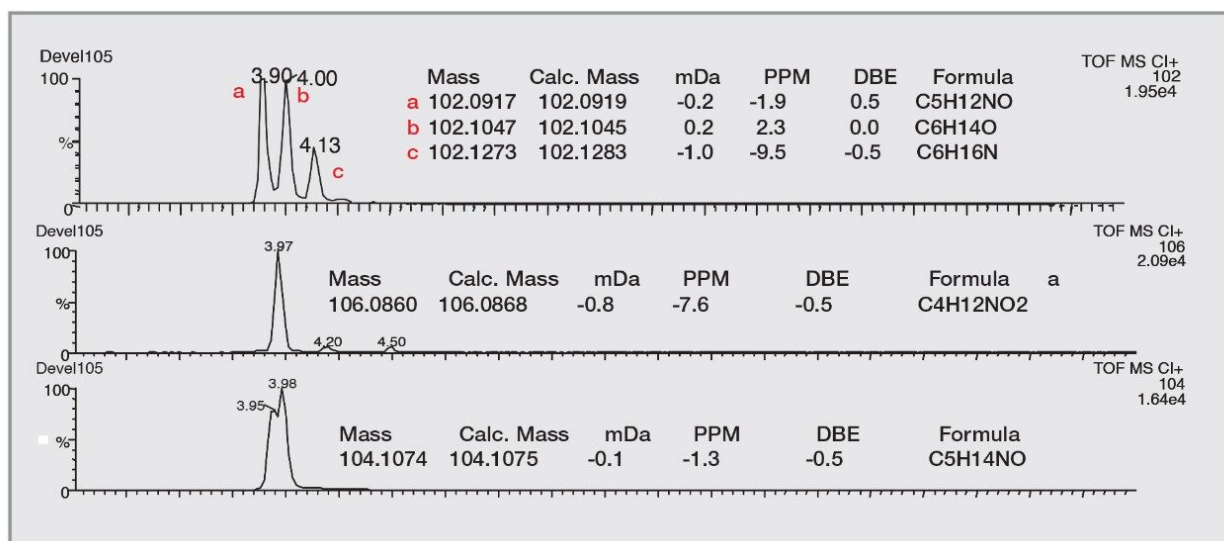 Devel105
TOF MS CI+
102
1.95e4
100
%
0
3.90
4.00
4.13
a
b
c
Mass Calc. Mass mDa PPM DBE Formula
a 102.0917 102.0919 -0.2 -1.9 0.5 C5H12NO
b 102.1047 102.1045 0.2 2.3 0.0 C6H14O
c 102.1273 102.1283 -1.0 -9.5 -0.5 C6H16N
Devel105
TOF MS CI+
106
2.09e4
100
%
0
3.97
4.20
4.50
Mass Calc. Mass mDa PPM DBE Formula a
106.0860 106.0868 -0.8 -7.6 -0.5 C4H12NO2
Devel105
TOF MS CI+
104
1.64e4
100
%
0
3.95
3.98
Mass Calc. Mass mDa PPM DBE Formula
104.1074 104.1075 -0.1 -1.3 -0.5 C5H14NO